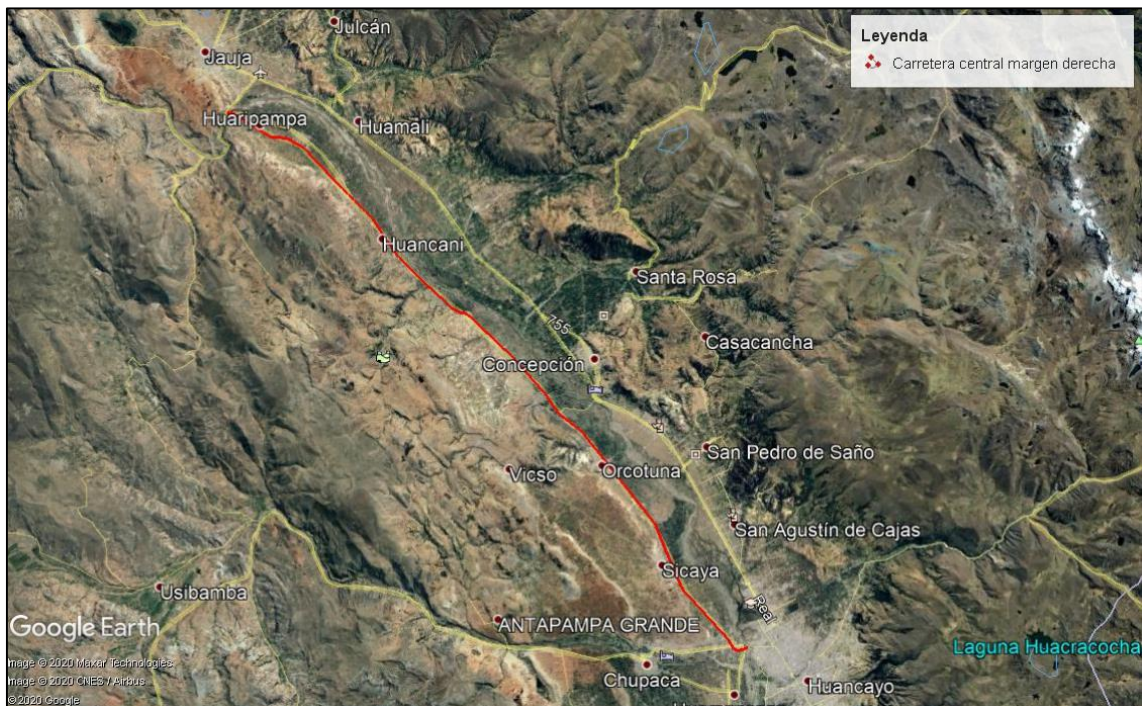 Julcán
Leyenda
Carretera central margen derecha
Jauja
Huaripampa
Huamali
Huancani
Santa Rosa
755
Casacancha
Concepción
San Pedro de Saño
Vicso
Orcotuna
San Agustín de Cajas
Sicaya
Usibamba
Real
Google Earth
ANTAPAMPA GRANDE
Laguna Huacracocha
Image © 2020 Maxar Technologies
Chupaca
Image © 2020 CNES / Airbus
Huancayo
© 2020 Google